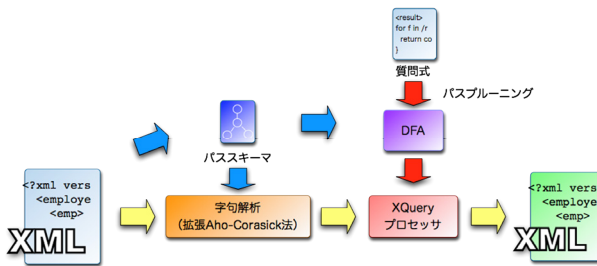 <result>
for f in /r
return co
}
質問式
パスプルーニング
DFA
パススキーマ
<?xml vers
<employe
<emp>
XML
字句解析
(拡張Aho-Corasick法)
XQuery
プロセッサ
<?xml vers
<employe
<emp>
XML